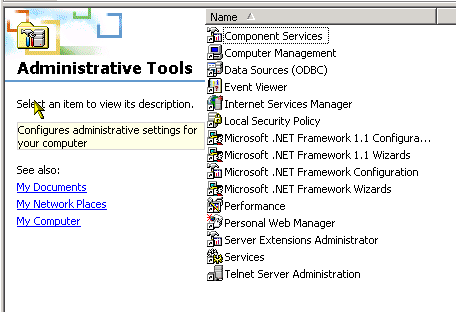 Administrative Tools
Select an item to view its description.
Configures administrative settings for
your computer
See also:
My Documents
My Network Places
My Computer
Name
Component Services
Computer Management
Data Sources (ODBC)
Event Viewer
Internet Services Manager
Local Security Policy
Microsoft .NET Framework 1.1 Configura...
Microsoft .NET Framework 1.1 Wizards
Microsoft .NET Framework Configuration
Microsoft .NET Framework Wizards
Performance
Personal Web Manager
Server Extensions Administrator
Services
Telnet Server Administration